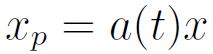 x_p = a(t)x